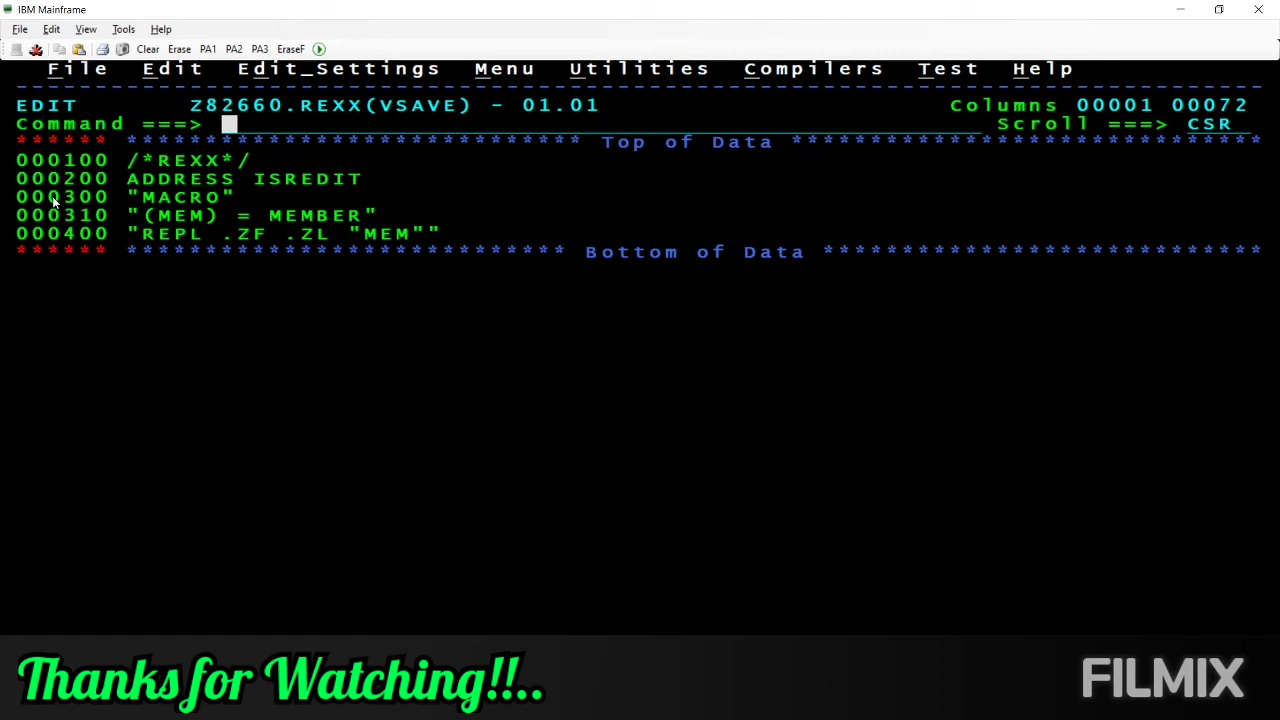 IBM Mainframe
File Edit View Tools Help
Clear Erase PA1 PA2 PA3 EraseF
File Edit Edit_Settings Menu Utilities Compilers Test Help
EDIT Z82660.REXX(VSAVE) - 01.01 Columns 00001 00072
Command ===> Scroll ===> CSR
****** ***************************** Top of Data ******************************
000100 /*REXX*/
000200 ADDRESS ISREDIT
000300 "MACRO"
000310 "(MEM) = MEMBER"
000400 "REPL .ZF .ZL "MEM""
****** **************************** Bottom of Data ****************************
Thanks for Watching!!..
FILMIX